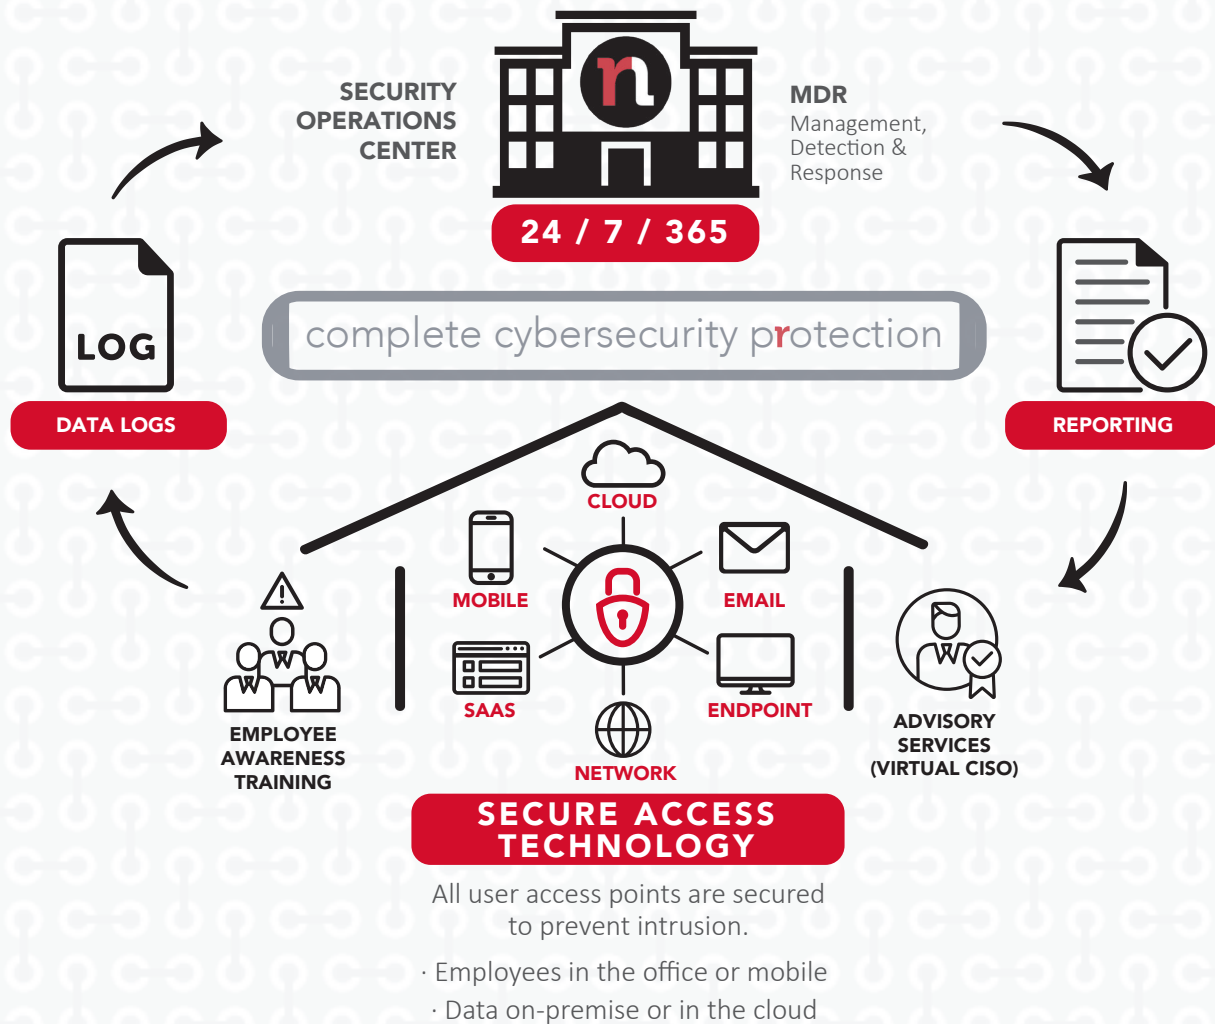 SECURITY
OPERATIONS
CENTER
rn
MDR
Management,
Detection &
Response
24 / 7 / 365
LOG
DATA LOGS
complete cybersecurity protection
REPORTING
CLOUD
MOBILE
EMAIL
SAAS
ENDPOINT
NETWORK
EMPLOYEE
AWARENESS
TRAINING
ADVISORY
SERVICES
(VIRTUAL CISO)
SECURE ACCESS
TECHNOLOGY
All user access points are secured
to prevent intrusion.
· Employees in the office or mobile
· Data on-premise or in the cloud